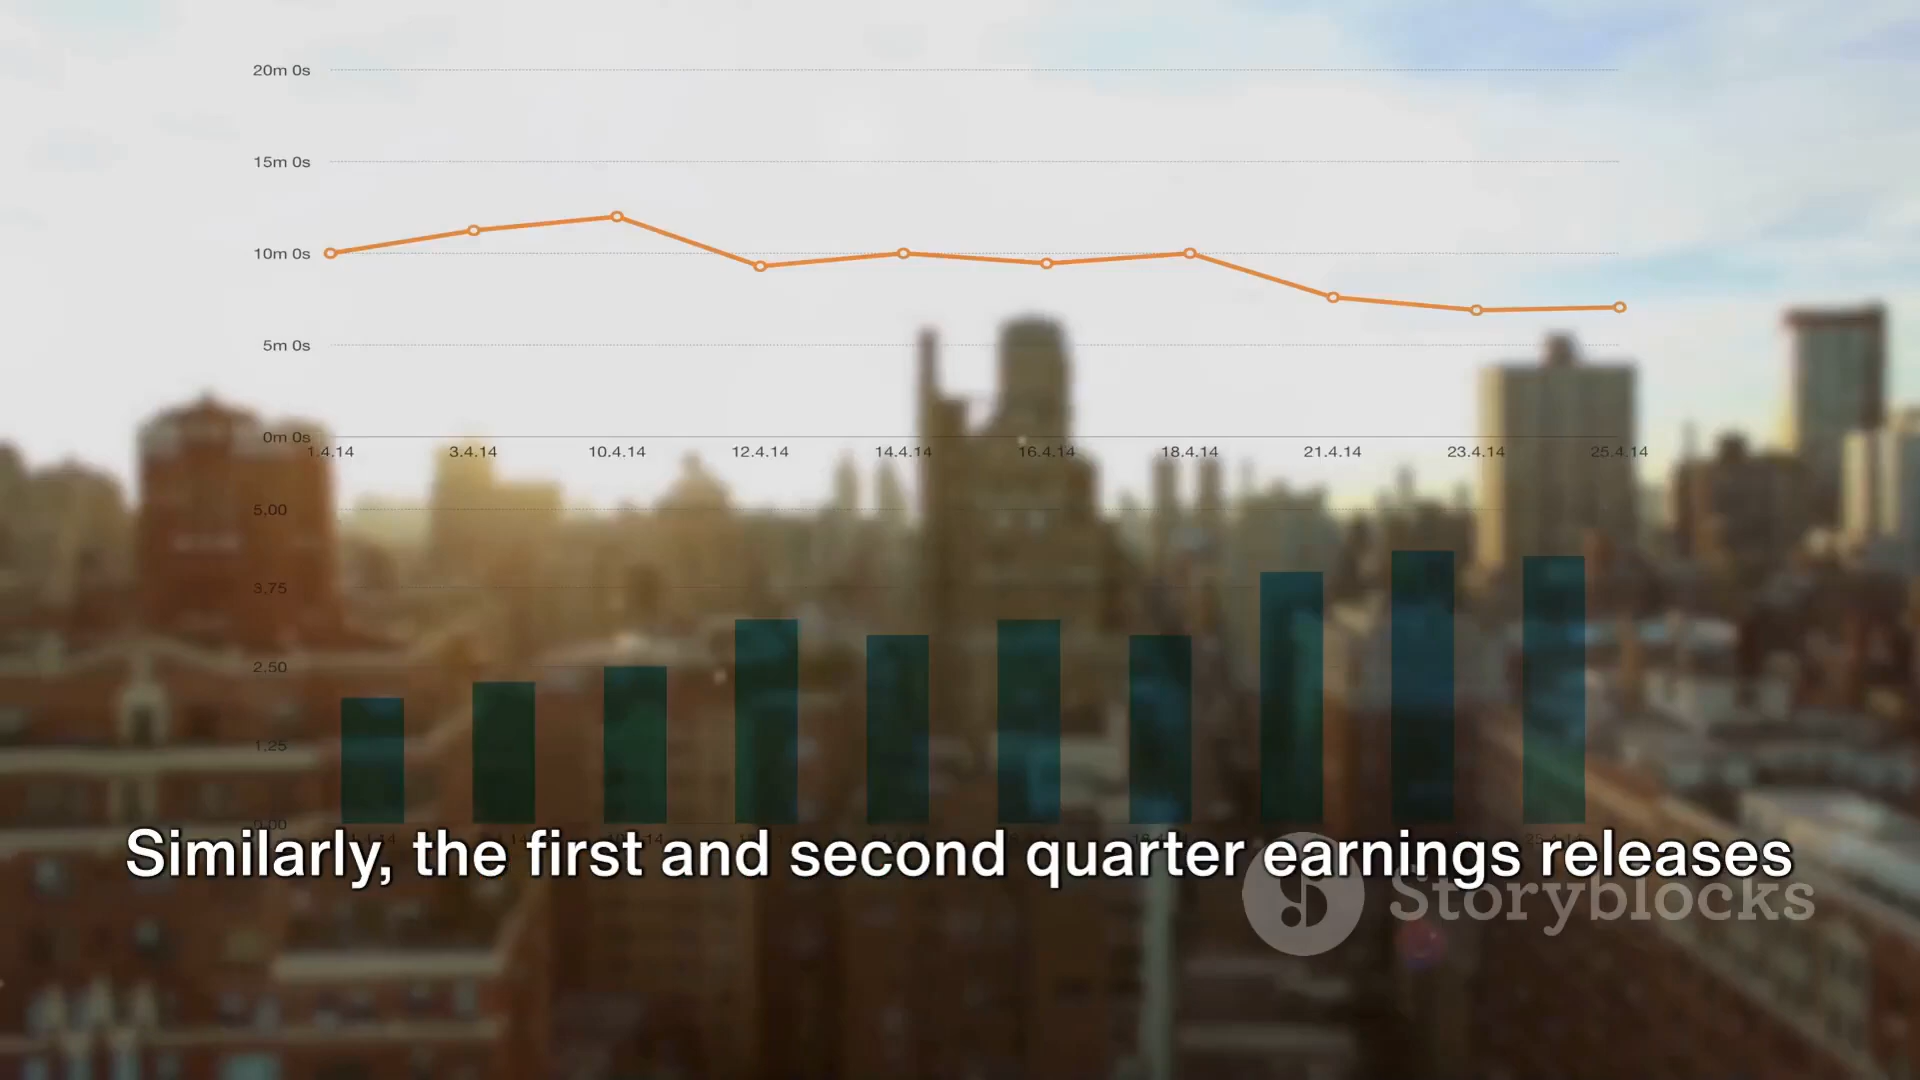 20m 0s
15m 0s
10m 0s
5m 0s
0m 0s
1.4.14 3.4.14 10.4.14 12.4.14 14.4.14 16.4.14 18.4.14 21.4.14 23.4.14 25.4.14
5.00
3.75
2.50
1.25
0.00
Similarly, the first and second quarter earnings releases
Storyblocks